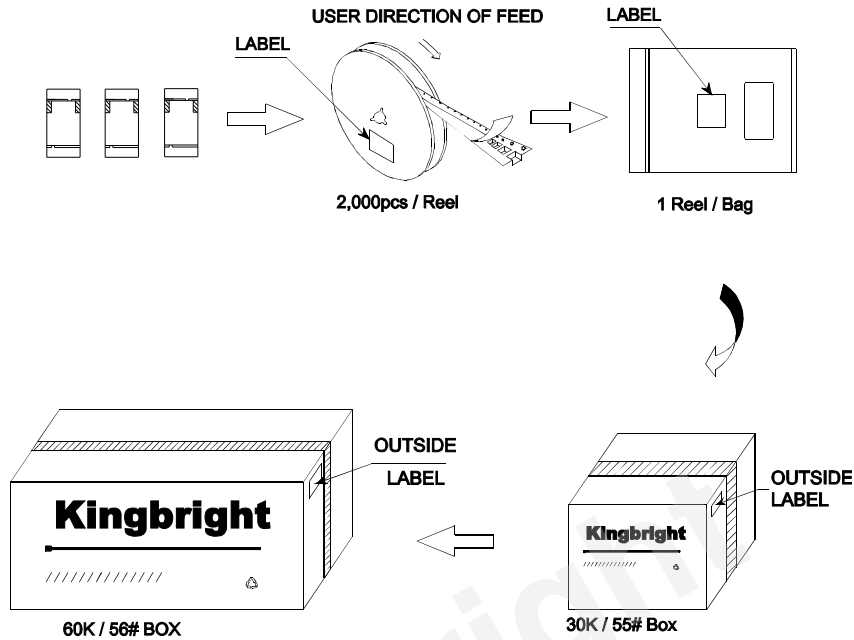 USER DIRECTION OF FEED
LABEL
LABEL
2,000pcs / Reel
1 Reel / Bag
OUTSIDE
LABEL
Kingbright
60K / 56# BOX
OUTSIDE
LABEL
Kingbright
30K / 55# Box
right